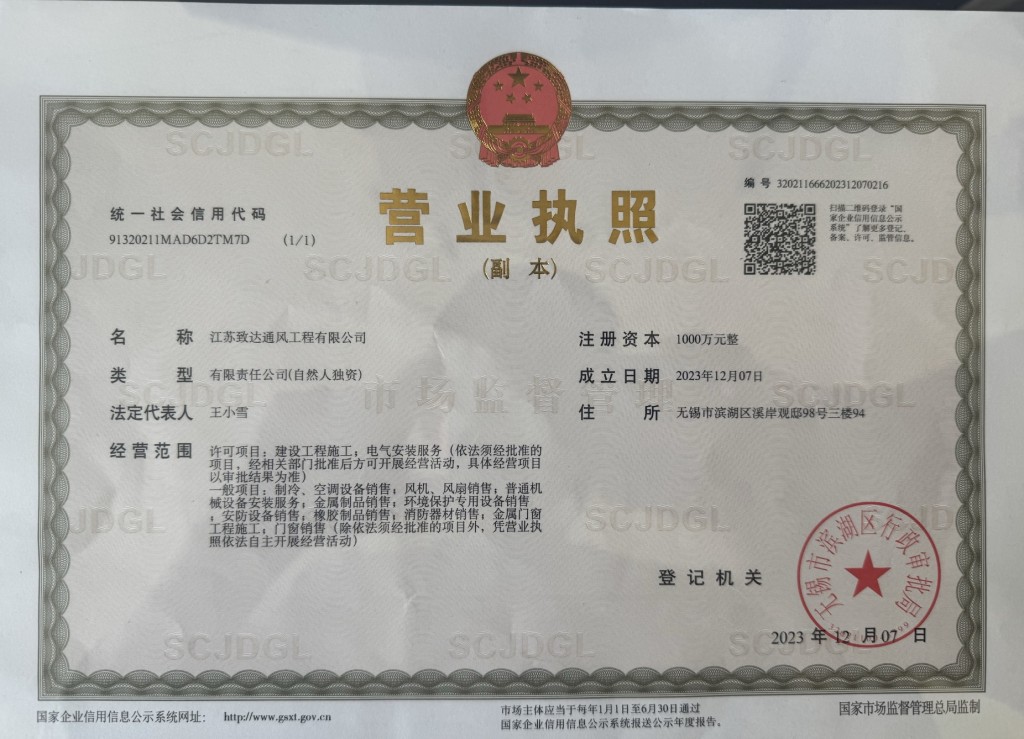 编号 320211666202312070216
统一社会信用代码
91320211MAD6D2TM7D (1/1)
营业执照
(副本)
扫描二维码登录“国
家企业信用信息公示
系统”了解更多登记、
备案、许可、监管信息。
名称 江苏致达通风工程有限公司
类型 有限责任公司(自然人独资)
法定代表人 王小雪
经营范围 许可项目：建设工程施工；电气安装服务（依法须经批准的
项目，经相关部门批准后方可开展经营活动，具体经营项目
以审批结果为准）
一般项目：制冷、空调设备销售；风机、风扇销售；普通机
械设备安装服务；金属制品销售；环境保护专用设备销售
；安防设备销售；橡胶制品销售；消防器材销售；金属门窗
工程施工；门窗销售（除依法须经批准的项目外，凭营业执
照依法自主开展经营活动）
注册资本 1000万元整
成立日期 2023年12月07日
住所 无锡市滨湖区溪岸观邸98号三楼94
市场监督管理
SCJDGL
登记机关
无锡市滨湖区行政审批局
2023 年 12 月 07 日
国家企业信用信息公示系统网址： http://www.gsxt.gov.cn
市场主体应当于每年1月1日至6月30日通过
国家企业信用信息公示系统报送公示年度报告。
国家市场监督管理总局监制